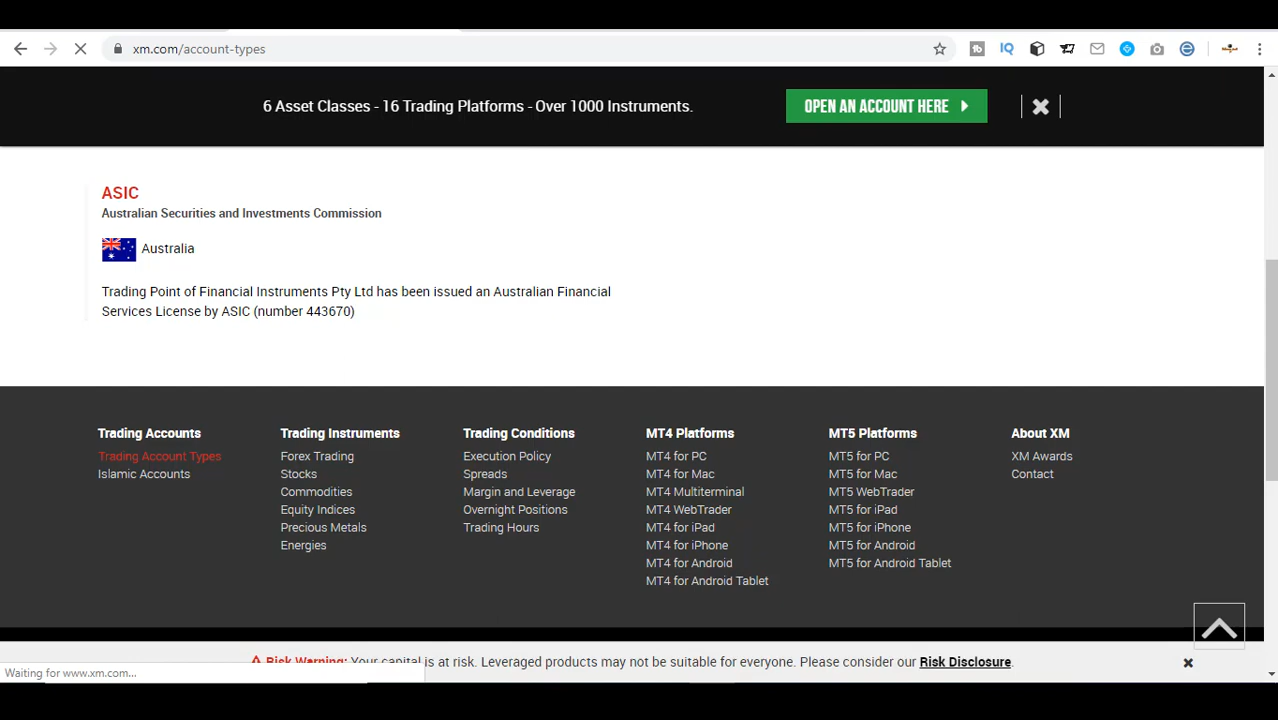 xm.com/account-types
6 Asset Classes - 16 Trading Platforms - Over 1000 Instruments.
OPEN AN ACCOUNT HERE
ASIC
Australian Securities and Investments Commission
Australia
Trading Point of Financial Instruments Pty Ltd has been issued an Australian Financial
Services License by ASIC (number 443670)
Trading Accounts
Trading Account Types
Islamic Accounts
Trading Instruments
Forex Trading
Stocks
Commodities
Equity Indices
Precious Metals
Energies
Trading Conditions
Execution Policy
Spreads
Margin and Leverage
Overnight Positions
Trading Hours
MT4 Platforms
MT4 for PC
MT4 for Mac
MT4 Multiterminal
MT4 WebTrader
MT4 for iPad
MT4 for iPhone
MT4 for Android
MT4 for Android Tablet
MT5 Platforms
MT5 for PC
MT5 for Mac
MT5 WebTrader
MT5 for iPad
MT5 for iPhone
MT5 for Android
MT5 for Android Tablet
About XM
XM Awards
Contact
Risk Warning: Your capital is at risk. Leveraged products may not be suitable for everyone. Please consider our Risk Disclosure.
Waiting for www.xm.com...